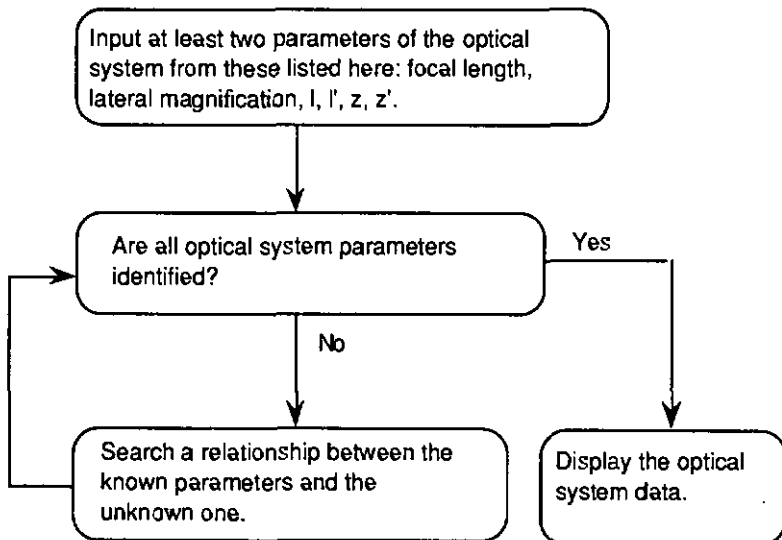 Input at least two parameters of the optical
system from these listed here: focal length,
lateral magnification, l, l', z, z'.
Are all optical system parameters
identified?
Yes
No
Search a relationship between the
known parameters and the
unknown one.
Display the optical
system data.